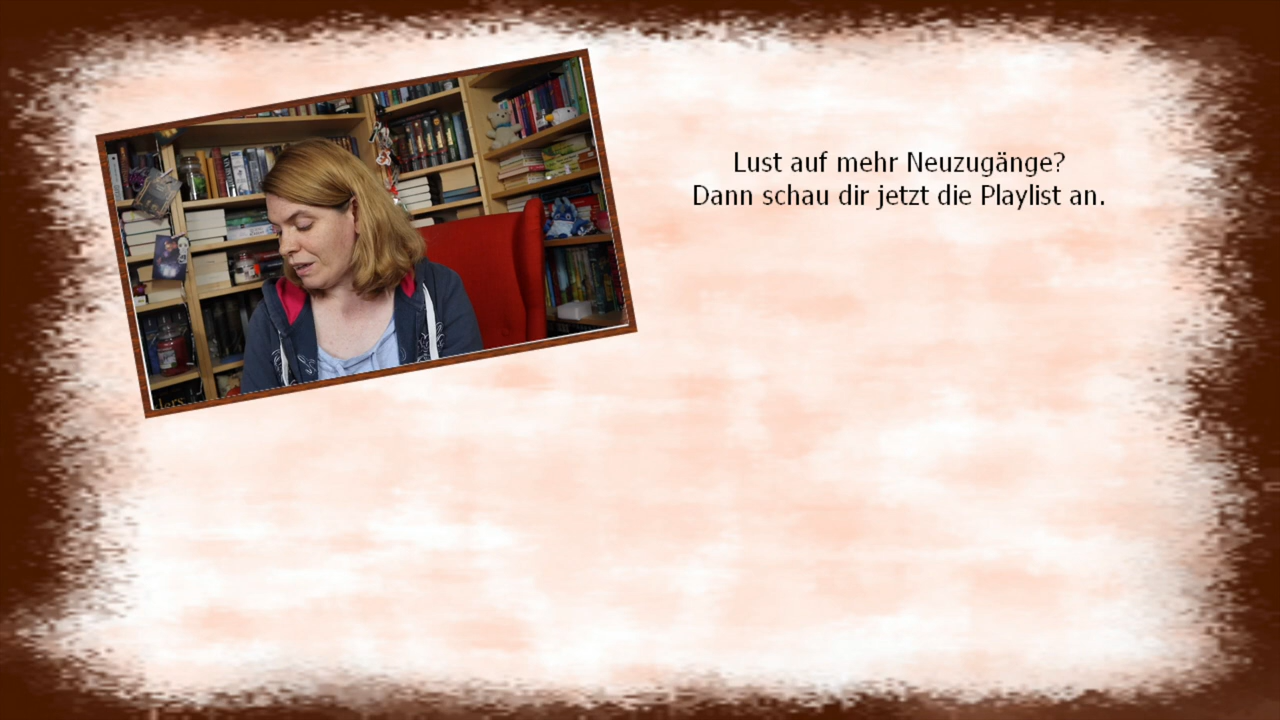 Lust auf mehr Neuzugänge?
Dann schau dir jetzt die Playlist an.